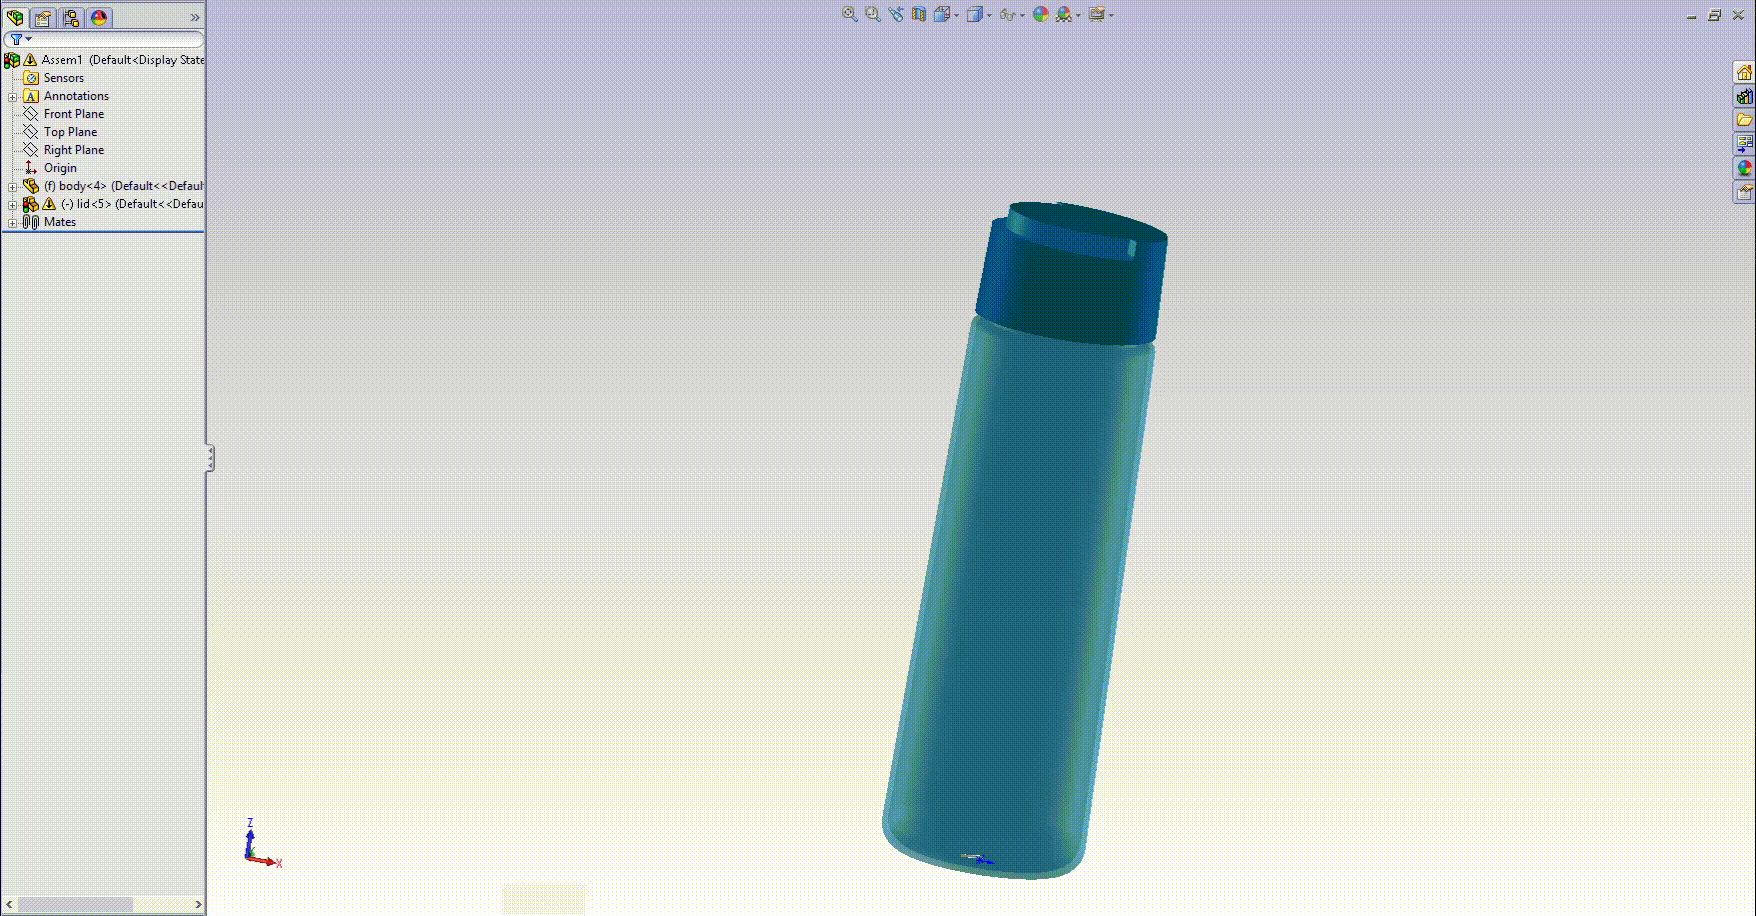 Assem1 (Default<Display State
Sensors
A Annotations
Front Plane
Top Plane
Right Plane
Origin
(f) body<4> (Default<<Defaul
(-) lid<5> (Default<<Defau
Mates
Z
X